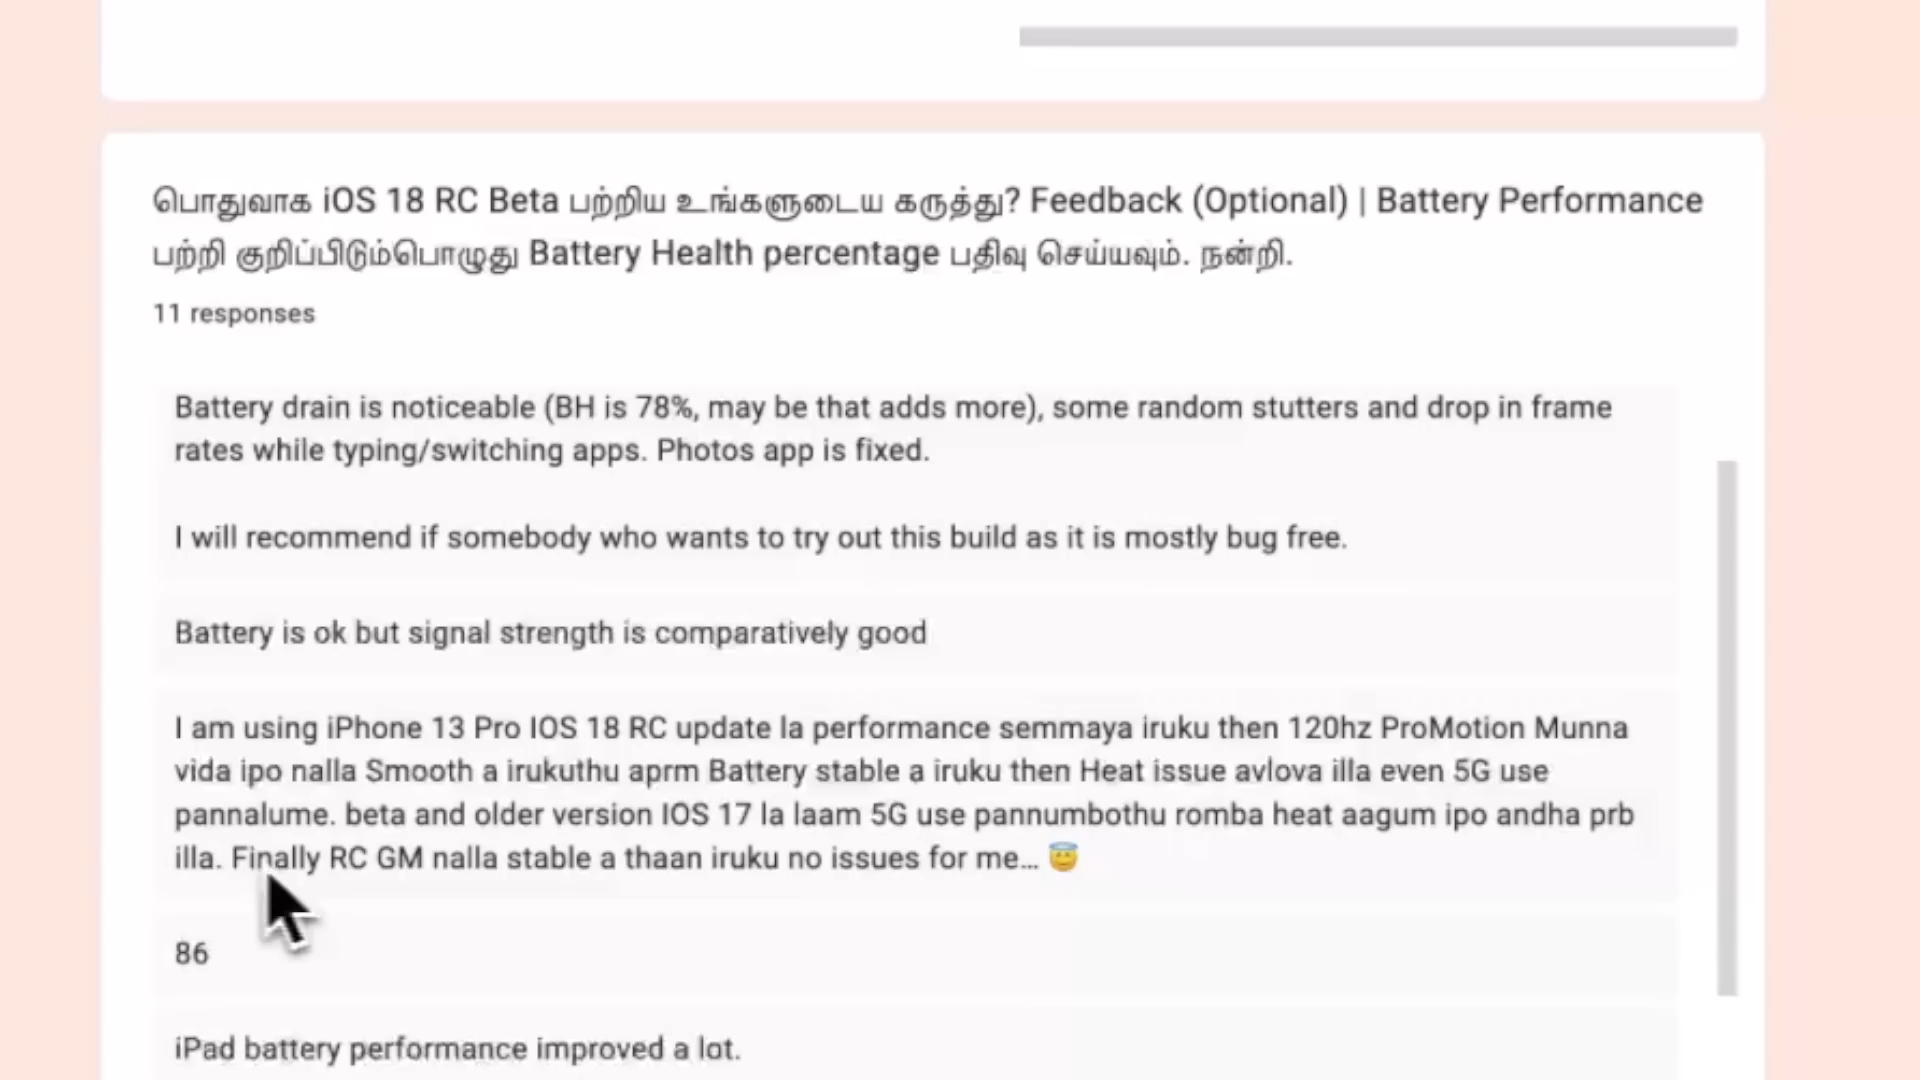 பொதுவாக iOS 18 RC Beta பற்றிய உங்களுடைய கருத்து? Feedback (Optional) | Battery Performance
பற்றி குறிப்பிடும்பொழுது Battery Health percentage பதிவு செய்யவும். நன்றி.
11 responses
Battery drain is noticeable (BH is 78%, may be that adds more), some random stutters and drop in frame
rates while typing/switching apps. Photos app is fixed.
I will recommend if somebody who wants to try out this build as it is mostly bug free.
Battery is ok but signal strength is comparatively good
I am using iPhone 13 Pro IOS 18 RC update la performance semmaya iruku then 120hz ProMotion Munna
vida ipo nalla Smooth a irukuthu aprm Battery stable a iruku then Heat issue avlova illa even 5G use
pannalume. beta and older version IOS 17 la laam 5G use pannumbothu romba heat aagum ipo andha prb
illa. Finally RC GM nalla stable a thaan iruku no issues for me... 😇
86
iPad battery performance improved a lot.